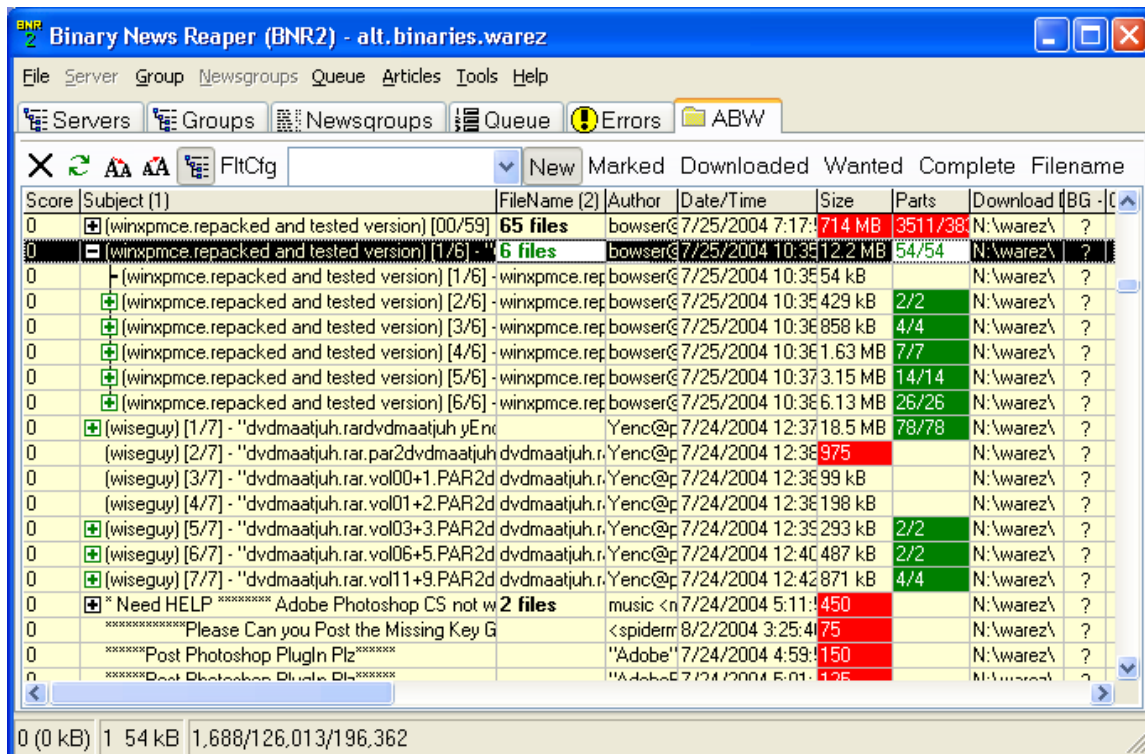 BNR 2 Binary News Reaper (BNR2) - alt.binaries.warez
File Server Group Newsgroups Queue Articles Tools Help
Servers Groups Newsgroups Queue Errors ABW
FltCfg New Marked Downloaded Wanted Complete Filename
Score Subject (1) FileName (2) Author Date/Time Size Parts Download BG -
0 (winxpmce.repacked and tested version) [00/59] 65 files bowser@ 7/25/2004 7:17: 714 MB 3511/383 N:\warez\ ?
0 (winxpmce.repacked and tested version) [1/6] - " 6 files bowser@ 7/25/2004 10:35 12.2 MB 54/54 N:\warez\ ?
0 (winxpmce.repacked and tested version) [1/6] - winxpmce.rep bowser@ 7/25/2004 10:35 54 kB N:\warez\ ?
0 (winxpmce.repacked and tested version) [2/6] - winxpmce.rep bowser@ 7/25/2004 10:35 429 kB 2/2 N:\warez\ ?
0 (winxpmce.repacked and tested version) [3/6] - winxpmce.rep bowser@ 7/25/2004 10:36 858 kB 4/4 N:\warez\ ?
0 (winxpmce.repacked and tested version) [4/6] - winxpmce.rep bowser@ 7/25/2004 10:36 1.63 MB 7/7 N:\warez\ ?
0 (winxpmce.repacked and tested version) [5/6] - winxpmce.rep bowser@ 7/25/2004 10:37 3.15 MB 14/14 N:\warez\ ?
0 (winxpmce.repacked and tested version) [6/6] - winxpmce.rep bowser@ 7/25/2004 10:38 6.13 MB 26/26 N:\warez\ ?
0 (wiseguy) [1/7] - "dvdmaatjuh.rardvdmaatjuh yEnc Yenc@p 7/24/2004 12:37 18.5 MB 78/78 N:\warez\ ?
0 (wiseguy) [2/7] - "dvdmaatjuh.rar.par2dvdmaatjuh dvdmaatjuh.r Yenc@p 7/24/2004 12:38 975 N:\warez\ ?
0 (wiseguy) [3/7] - "dvdmaatjuh.rar.vol00+1.PAR2d dvdmaatjuh.r Yenc@p 7/24/2004 12:38 99 kB N:\warez\ ?
0 (wiseguy) [4/7] - "dvdmaatjuh.rar.vol01+2.PAR2d dvdmaatjuh.r Yenc@p 7/24/2004 12:38 198 kB N:\warez\ ?
0 (wiseguy) [5/7] - "dvdmaatjuh.rar.vol03+3.PAR2d dvdmaatjuh.r Yenc@p 7/24/2004 12:39 293 kB 2/2 N:\warez\ ?
0 (wiseguy) [6/7] - "dvdmaatjuh.rar.vol06+5.PAR2d dvdmaatjuh.r Yenc@p 7/24/2004 12:40 487 kB 2/2 N:\warez\ ?
0 (wiseguy) [7/7] - "dvdmaatjuh.rar.vol11+9.PAR2d dvdmaatjuh.r Yenc@p 7/24/2004 12:42 871 kB 4/4 N:\warez\ ?
0 * Need HELP ******** Adobe Photoshop CS not w 2 files music <n 7/24/2004 5:11: 450 N:\warez\ ?
0 *************Please Can you Post the Missing Key G <spiderm 8/2/2004 3:25:4 75 N:\warez\ ?
0 ******Post Photoshop PlugIn Plz****** "Adobe" 7/24/2004 4:59: 150 N:\warez\ ?
0 ******Post Photoshop PlugIn Plz****** 7/24/2004 5:01: 125 N:\warez\ ?
0 (0 kB) 1 54 kB 1,688/126,013/196,362